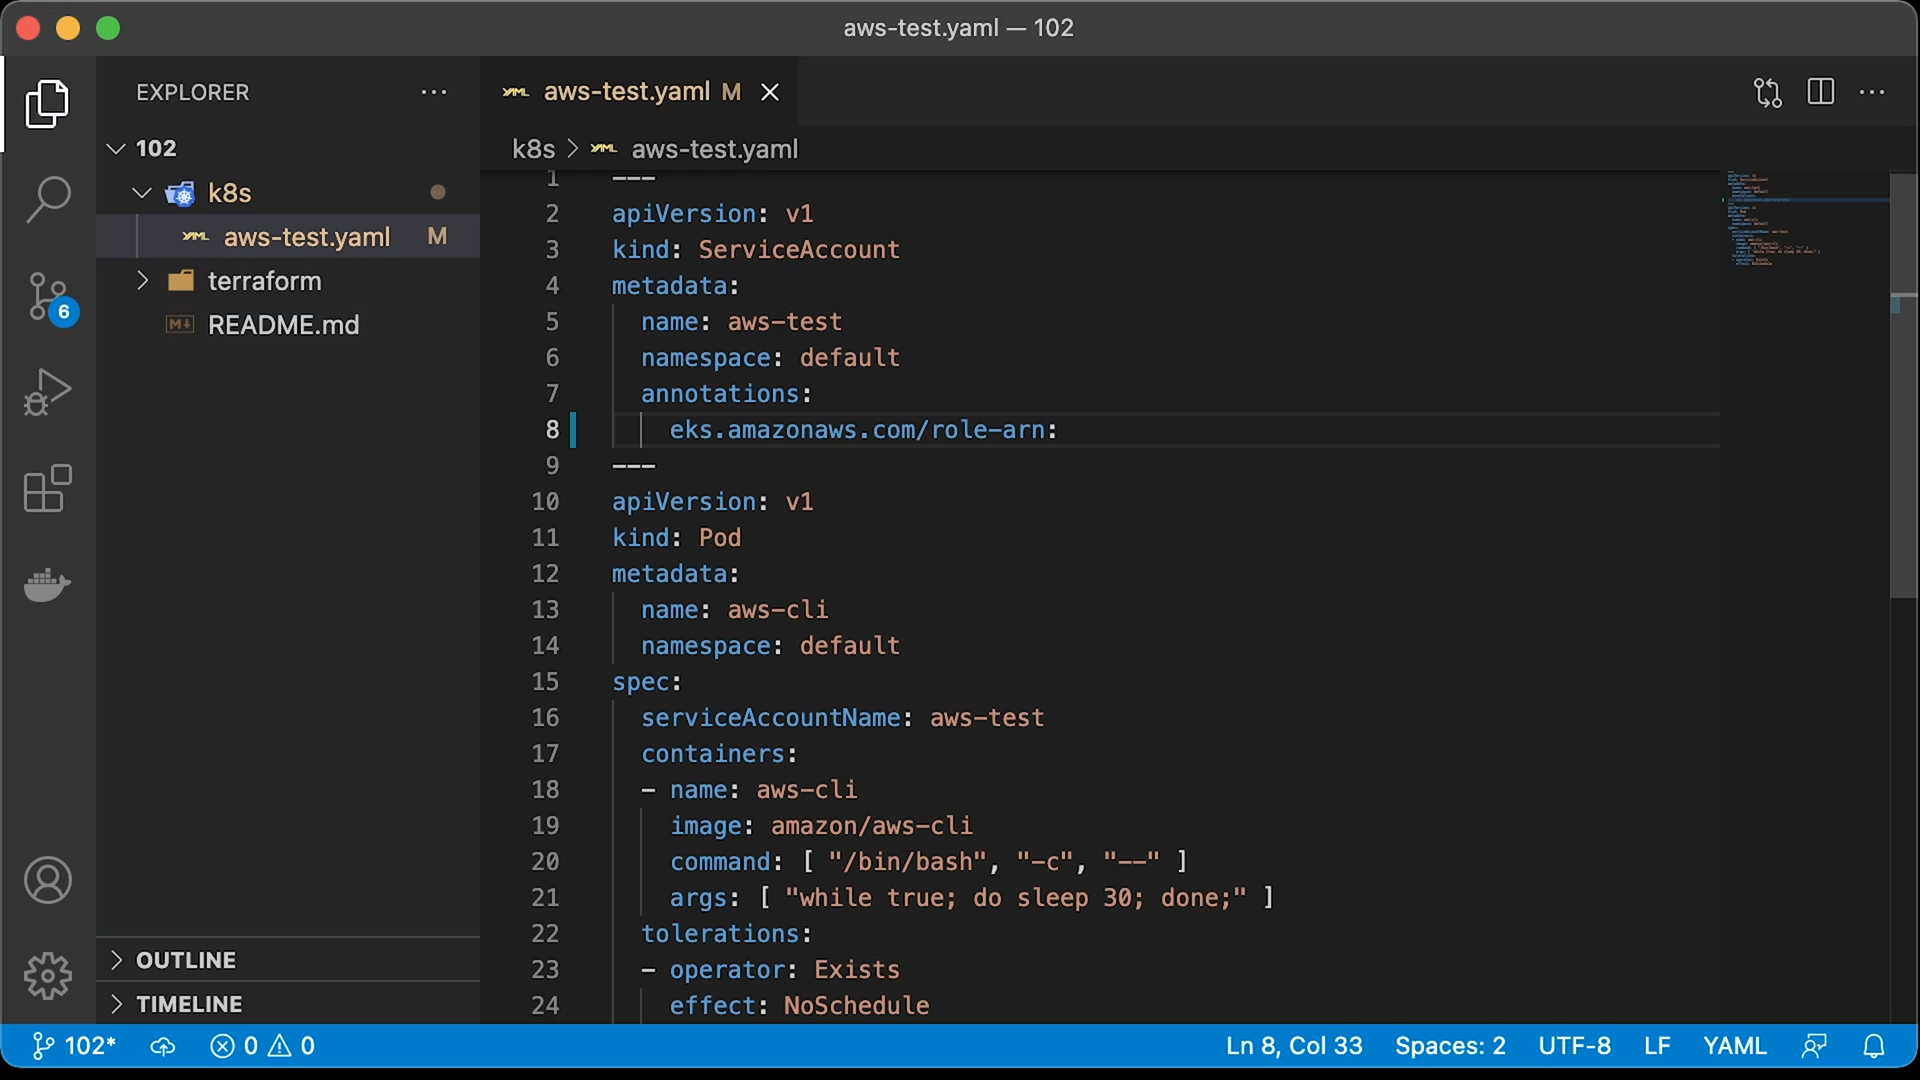 aws-test.yaml — 102
EXPLORER
102
k8s
aws-test.yaml M
terraform
README.md
OUTLINE
TIMELINE
aws-test.yaml M
k8s > aws-test.yaml
1 ---
2 apiVersion: v1
3 kind: ServiceAccount
4 metadata:
5 name: aws-test
6 namespace: default
7 annotations:
8 eks.amazonaws.com/role-arn:
9 ---
10 apiVersion: v1
11 kind: Pod
12 metadata:
13 name: aws-cli
14 namespace: default
15 spec:
16 serviceAccountName: aws-test
17 containers:
18 - name: aws-cli
19 image: amazon/aws-cli
20 command: [ "/bin/bash", "-c", "--" ]
21 args: [ "while true; do sleep 30; done;" ]
22 tolerations:
23 - operator: Exists
24 effect: NoSchedule
6
102* 0 0 Ln 8, Col 33 Spaces: 2 UTF-8 LF YAML